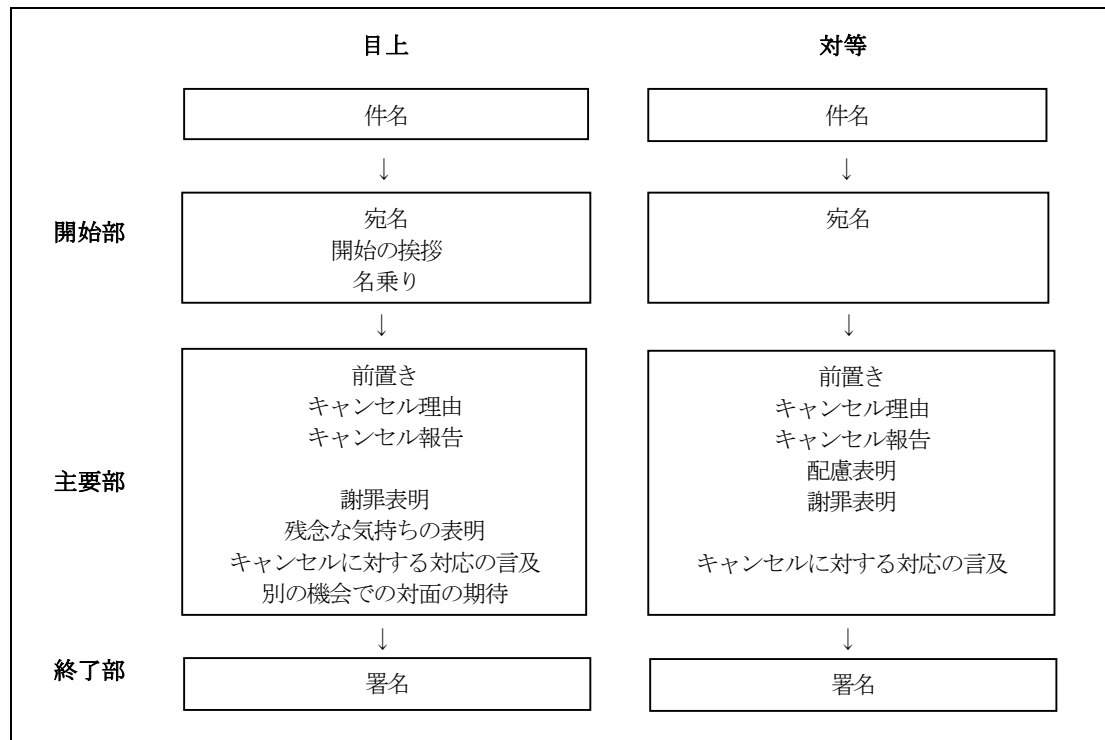 目上 対等
件名 件名
↓ ↓
開始部
宛名
開始の挨拶
名乗り
宛名
↓ ↓
主要部
前置き
キャンセル理由
キャンセル報告
謝罪表明
残念な気持ちの表明
キャンセルに対する対応の言及
別の機会での対面の期待
前置き
キャンセル理由
キャンセル報告
配慮表明
謝罪表明
キャンセルに対する対応の言及
↓ ↓
終了部
署名 署名